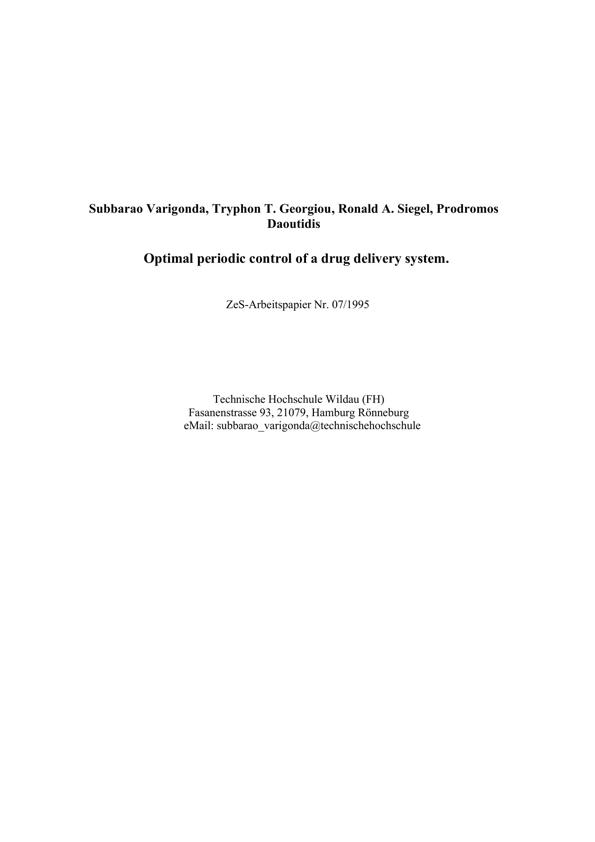 Subbarao Varigonda, Tryphon T. Georgiou, Ronald A. Siegel, Prodromos
Daoutidis
Optimal periodic control of a drug delivery system.
ZeS-Arbeitspapier Nr. 07/1995
Technische Hochschule Wildau (FH)
Fasanenstrasse 93, 21079, Hamburg Rönneburg
eMail: subbarao_varigonda@technischehochschule